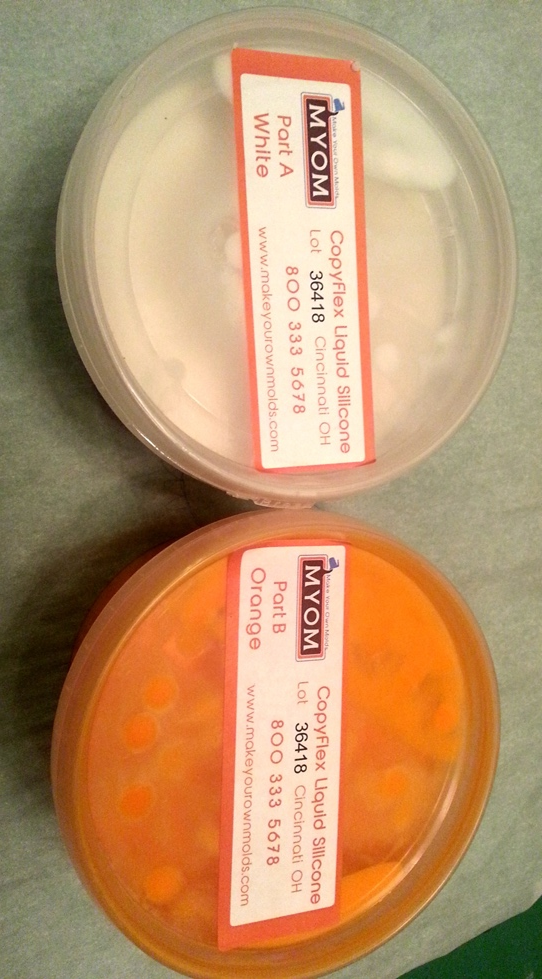 Make Your Own Molds
MYOM
Part A
White
CopyFlex Liquid Silicone
Lot 36418 Cincinnati OH
800 333 5678
www.makeyourownmolds.com
Make Your Own Molds
MYOM
Part B
Orange
CopyFlex Liquid Silicone
Lot 36418 Cincinnati OH
800 333 5678
www.makeyourownmolds.com